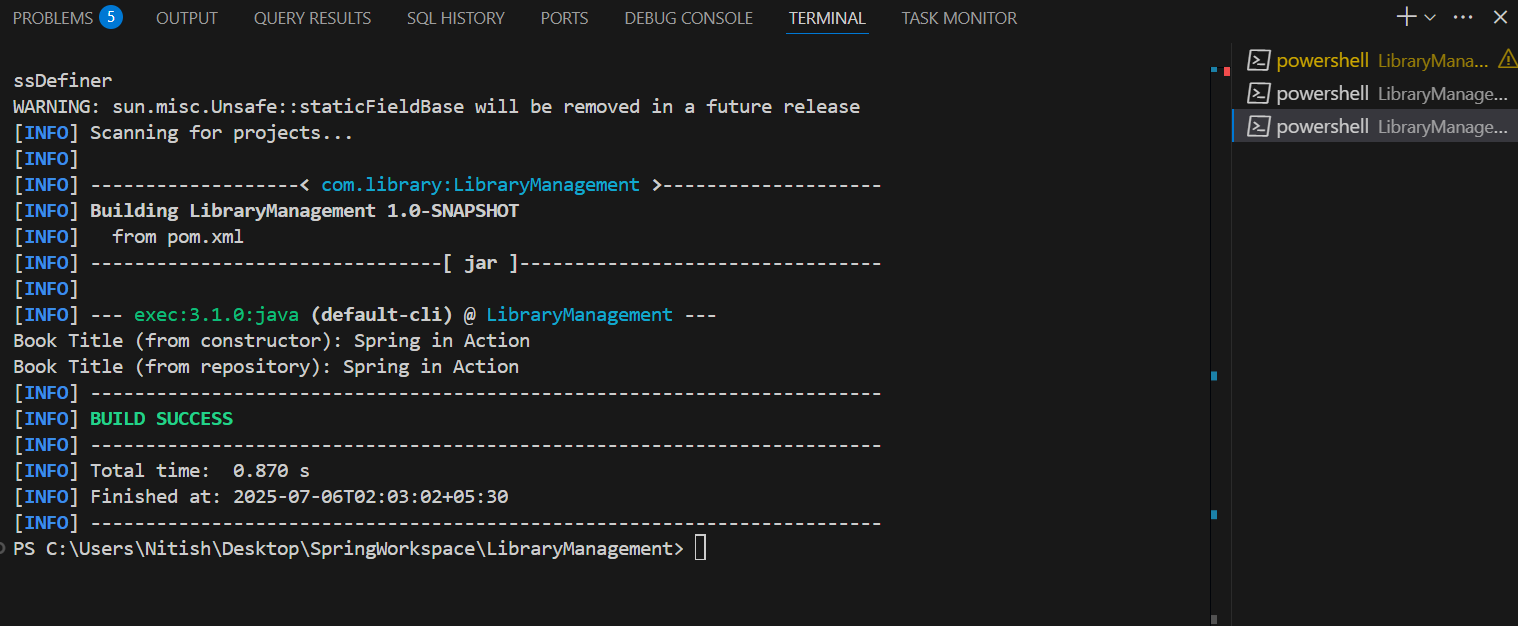 PROBLEMS 5 OUTPUT QUERY RESULTS SQL HISTORY PORTS DEBUG CONSOLE TERMINAL TASK MONITOR
ssDefiner
WARNING: sun.misc.Unsafe::staticFieldBase will be removed in a future release
[INFO] Scanning for projects...
[INFO]
[INFO] -------------------< com.library:LibraryManagement >--------------------
[INFO] Building LibraryManagement 1.0-SNAPSHOT
[INFO]   from pom.xml
[INFO] --------------------------------[ jar ]---------------------------------
[INFO]
[INFO] --- exec:3.1.0:java (default-cli) @ LibraryManagement ---
Book Title (from constructor): Spring in Action
Book Title (from repository): Spring in Action
[INFO] ------------------------------------------------------------------------
[INFO] BUILD SUCCESS
[INFO] ------------------------------------------------------------------------
[INFO] Total time:  0.870 s
[INFO] Finished at: 2025-07-06T02:03:02+05:30
[INFO] ------------------------------------------------------------------------
PS C:\Users\Nitish\Desktop\SpringWorkspace\LibraryManagement>
powershell LibraryMana...
powershell LibraryManage...
powershell LibraryManage...